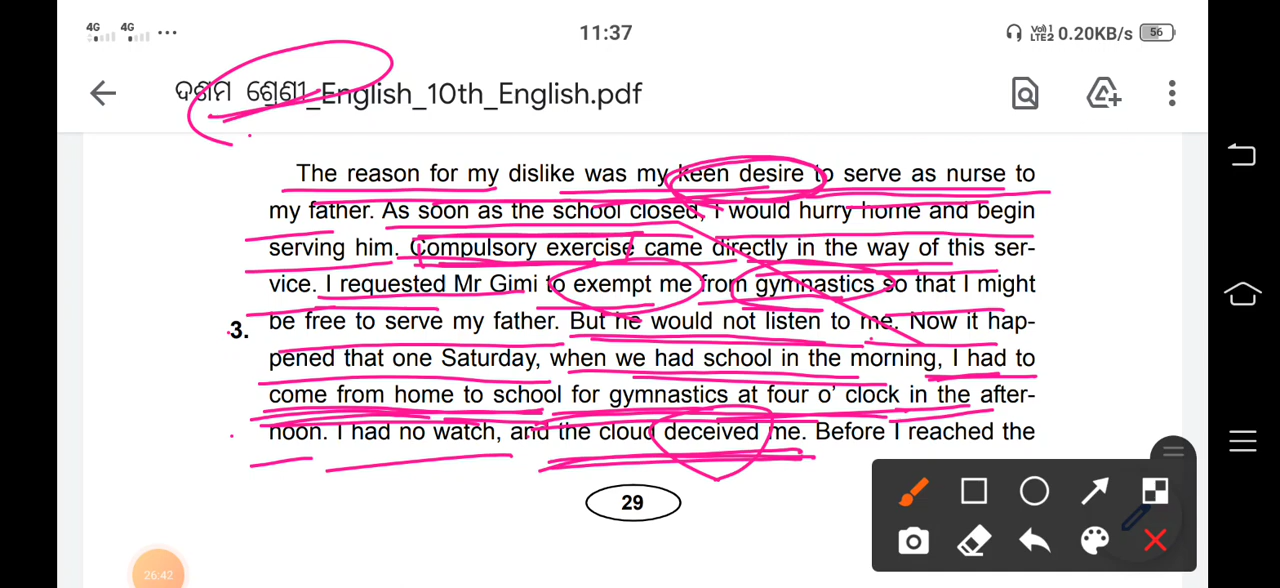 4G 4G 11:37 Vo)) 1 LTE2 0.20KB/s 56
ଦଶମ ଶ୍ରେଣୀ_English_10th_English.pdf
The reason for my dislike was my keen desire to serve as nurse to
my father. As soon as the school closed, I would hurry home and begin
serving him. Compulsory exercise came directly in the way of this ser-
vice. I requested Mr Gimi to exempt me from gymnastics so that I might
3. be free to serve my father. But he would not listen to me. Now it hap-
pened that one Saturday, when we had school in the morning, I had to
come from home to school for gymnastics at four o' clock in the after-
noon. I had no watch, and the cloud deceived me. Before I reached the
29
26:42